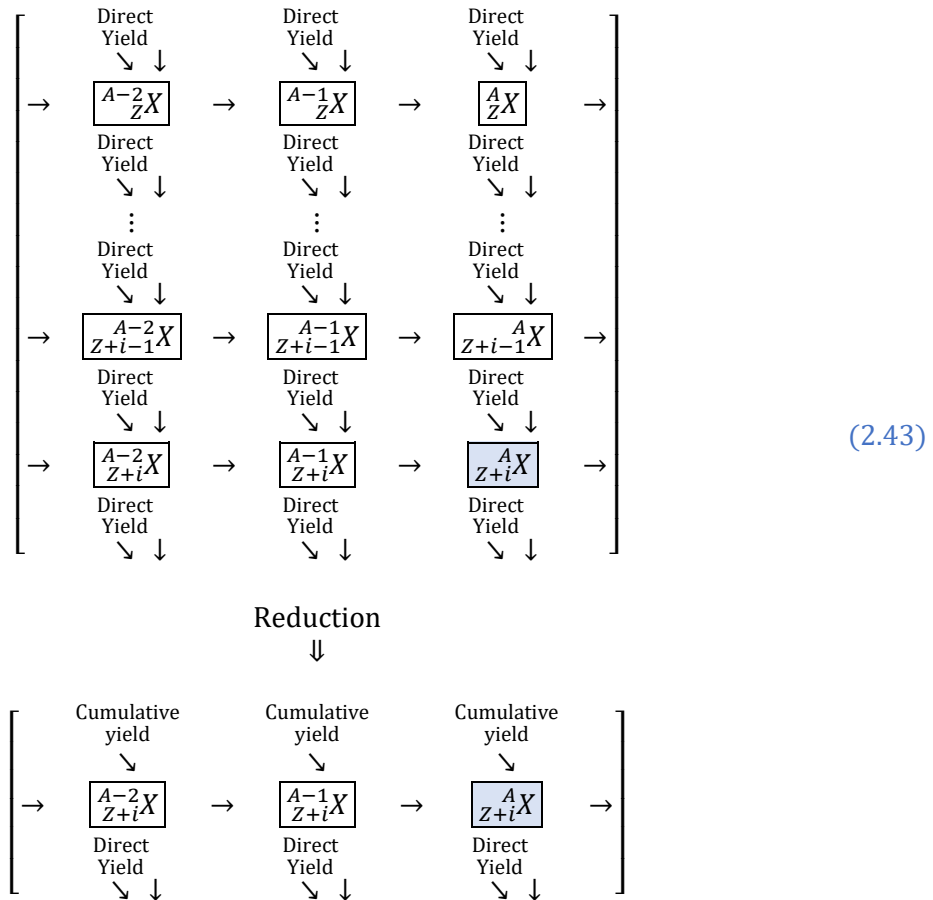 Direct Direct Direct
Yield Yield Yield
↘ ↓ ↘ ↓ ↘ ↓
→ $^{A-2}_{Z}X$ → $^{A-1}_{Z}X$ → $^{A}_{Z}X$ →
Direct Direct Direct
Yield Yield Yield
↘ ↓ ↘ ↓ ↘ ↓
⋮ ⋮ ⋮
Direct Direct Direct
Yield Yield Yield
↘ ↓ ↘ ↓ ↘ ↓
→ $^{A-2}_{Z+i-1}X$ → $^{A-1}_{Z+i-1}X$ → $^{A}_{Z+i-1}X$ →
Direct Direct Direct
Yield Yield Yield
↘ ↓ ↘ ↓ ↘ ↓
(2.43)
→ $^{A-2}_{Z+i}X$ → $^{A-1}_{Z+i}X$ → $^{A}_{Z+i}X$ →
Direct Direct Direct
Yield Yield Yield
↘ ↓ ↘ ↓ ↘ ↓
Reduction
⇓
Cumulative Cumulative Cumulative
yield yield yield
↘ ↘ ↘
→ $^{A-2}_{Z+i}X$ → $^{A-1}_{Z+i}X$ → $^{A}_{Z+i}X$ →
Direct Direct Direct
Yield Yield Yield
↘ ↓ ↘ ↓ ↘ ↓